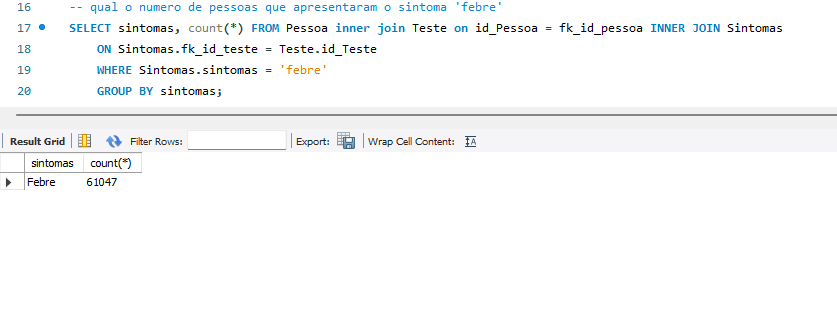 16 -- qual o numero de pessoas que apresentaram o sintoma 'febre'
17 SELECT sintomas, count(*) FROM Pessoa inner join Teste on id_Pessoa = fk_id_pessoa INNER JOIN Sintomas
18 ON Sintomas.fk_id_teste = Teste.id_Teste
19 WHERE Sintomas.sintomas = 'febre'
20 GROUP BY sintomas;
Result Grid Filter Rows: Export: Wrap Cell Content:
sintomas count(*)
Febre 61047